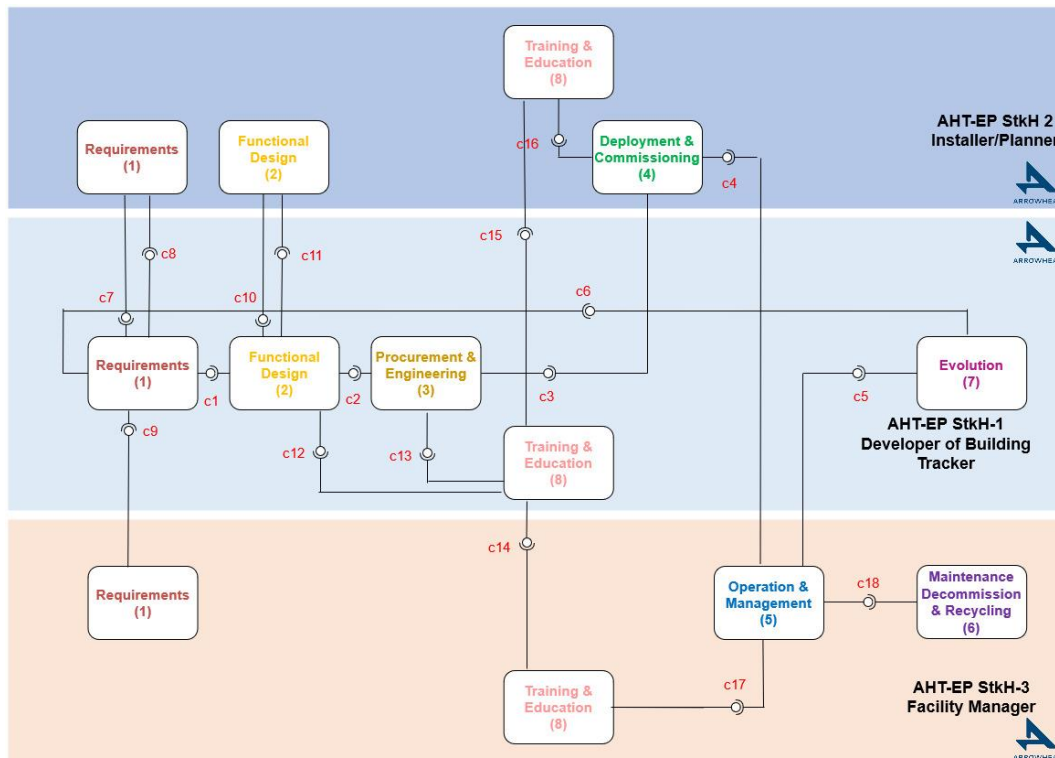 Training &
Education
(8)
AHT-EP StkH 2
Installer/Planner
c16
Deployment &
Commissioning
(4)
c4
Requirements
(1)
Functional
Design
(2)
c8
c11
c15
c7
c10
c6
Requirements
(1)
c1
Functional
Design
(2)
c2
Procurement &
Engineering
(3)
c3
c5
Evolution
(7)
AHT-EP StkH-1
Developer of Building
Tracker
c9
c12
c13
Training &
Education
(8)
c14
Requirements
(1)
Operation &
Management
(5)
c18
Maintenance
Decommission
& Recycling
(6)
Training &
Education
(8)
c17
AHT-EP StkH-3
Facility Manager